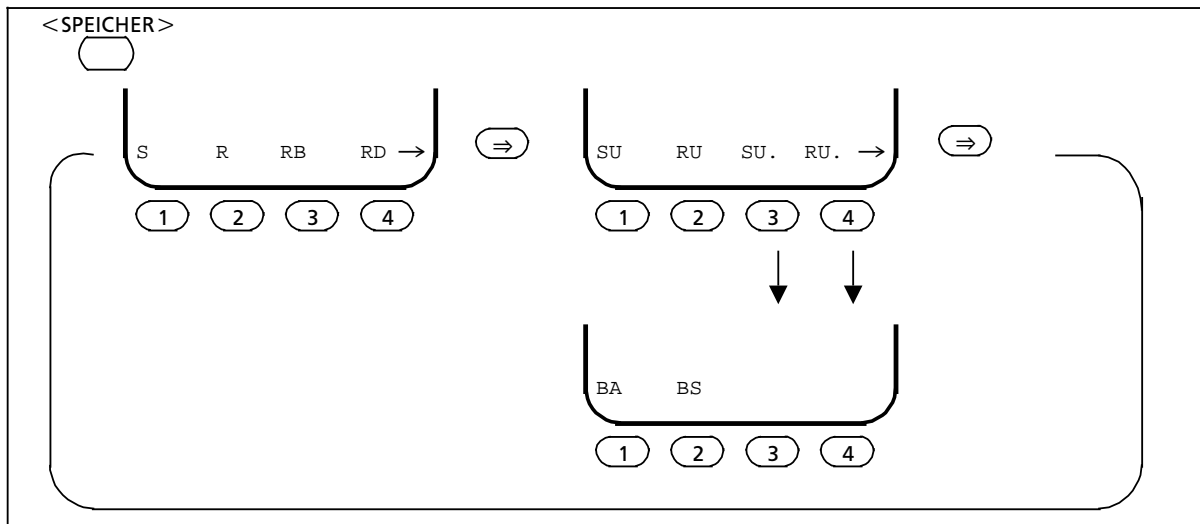 <SPEICHER>
S R RB RD → ⇒ SU RU SU. RU. → ⇒
1 2 3 4 1 2 3 4
BA BS
1 2 3 4